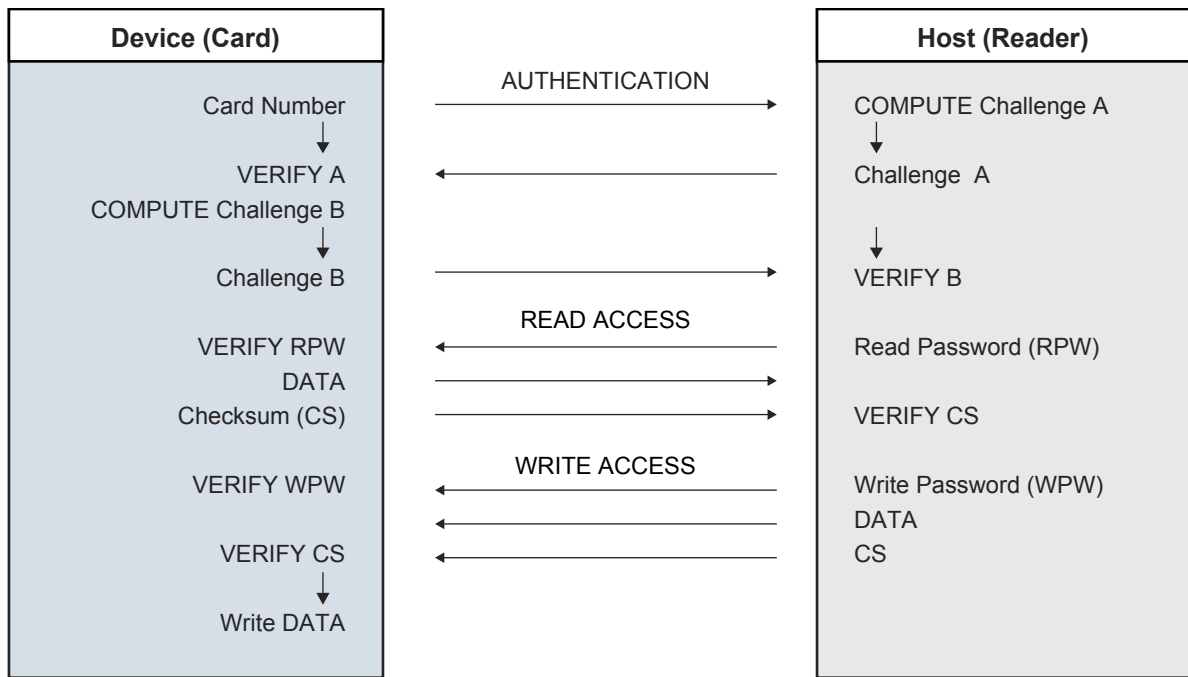 Device (Card)
Host (Reader)
AUTHENTICATION
Card Number
COMPUTE Challenge A
VERIFY A
Challenge A
COMPUTE Challenge B
Challenge B
VERIFY B
READ ACCESS
VERIFY RPW
Read Password (RPW)
DATA
Checksum (CS)
VERIFY CS
WRITE ACCESS
VERIFY WPW
Write Password (WPW)
DATA
VERIFY CS
CS
Write DATA